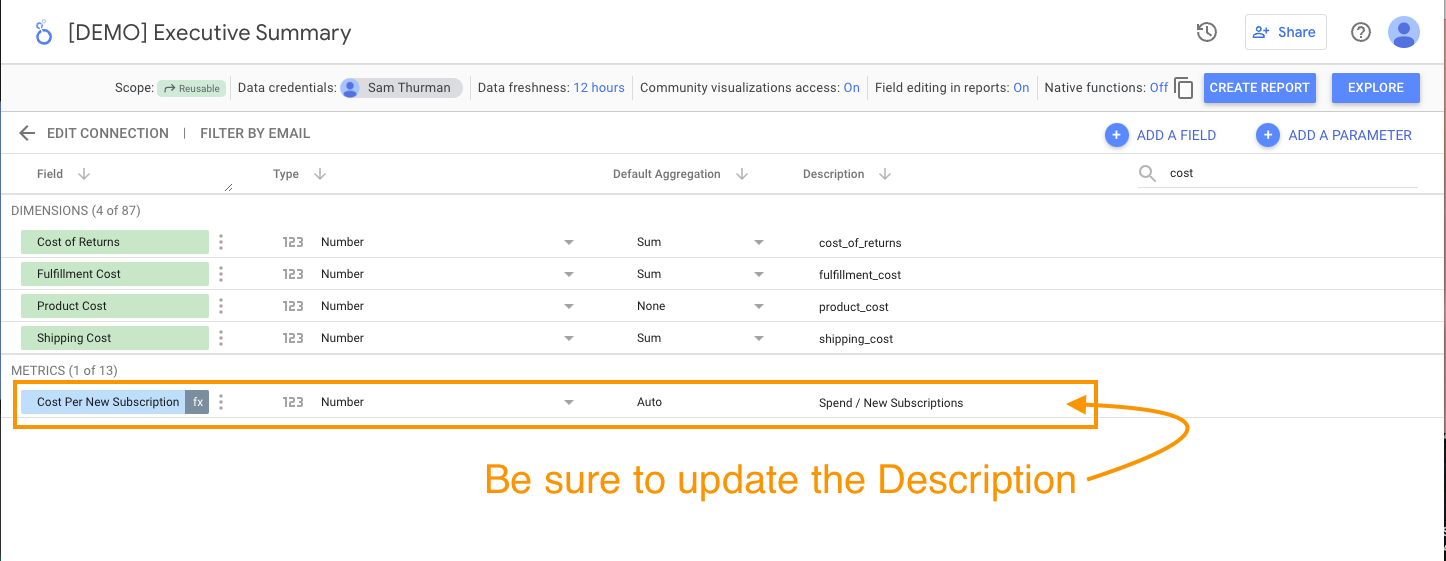 [DEMO] Executive Summary Share
Scope: Reusable Data credentials: Sam Thurman Data freshness: 12 hours Community visualizations access: On Field editing in reports: On Native functions: Off CREATE REPORT EXPLORE
EDIT CONNECTION | FILTER BY EMAIL + ADD A FIELD + ADD A PARAMETER
Field Type Default Aggregation Description cost
DIMENSIONS (4 of 87)
Cost of Returns 123 Number Sum cost_of_returns
Fulfillment Cost 123 Number Sum fulfillment_cost
Product Cost 123 Number None product_cost
Shipping Cost 123 Number Sum shipping_cost
METRICS (1 of 13)
Cost Per New Subscription fx 123 Number Auto Spend / New Subscriptions
Be sure to update the Description